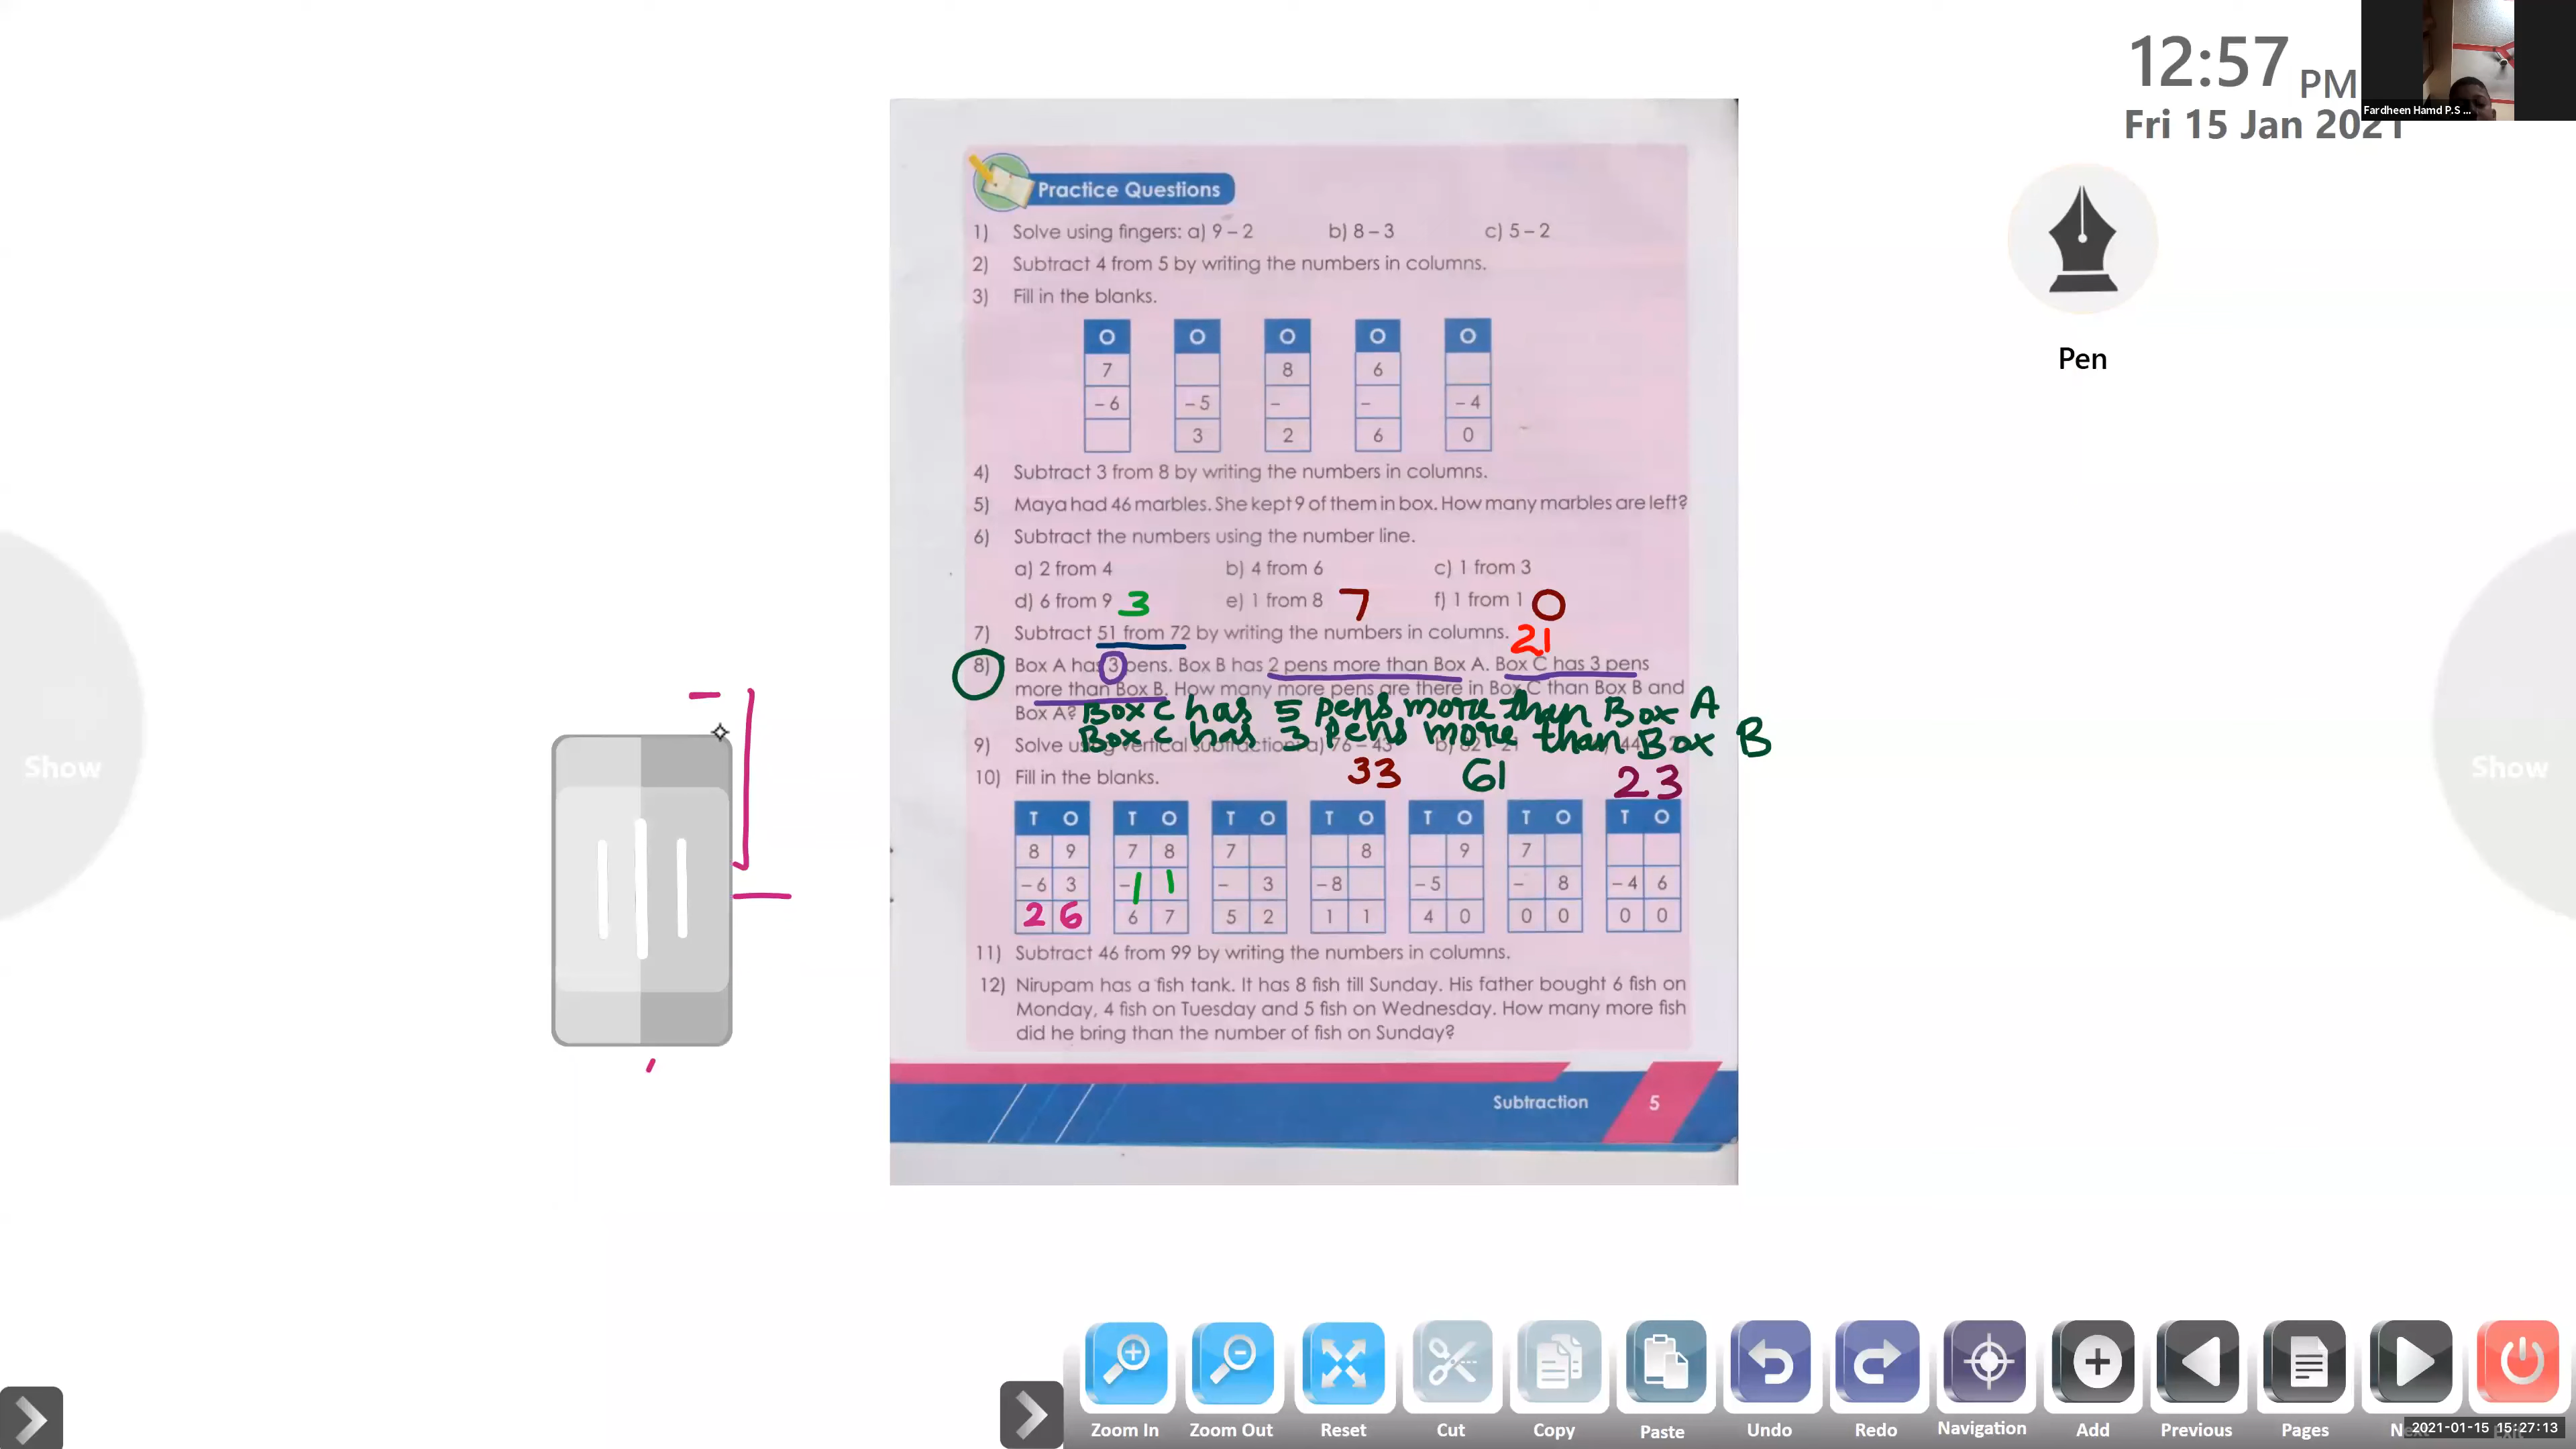 12:57 PM
Fri 15 Jan 2021
Fardheen Hamd P.S ...
Pen
Show
Show
Practice Questions
1) Solve using fingers: a) 9 – 2 b) 8 – 3 c) 5 – 2
2) Subtract 4 from 5 by writing the numbers in columns.
3) Fill in the blanks.
O O O O O
7 8 6
– 6 – 5 – – – 4
3 2 6 0
4) Subtract 3 from 8 by writing the numbers in columns.
5) Maya had 46 marbles. She kept 9 of them in box. How many marbles are left?
6) Subtract the numbers using the number line.
a) 2 from 4 b) 4 from 6 c) 1 from 3
d) 6 from 9 3 e) 1 from 8 7 f) 1 from 1 0
7) Subtract 51 from 72 by writing the numbers in columns. 21
8) Box A has 3 pens. Box B has 2 pens more than Box A. Box C has 3 pens
more than Box B. How many more pens are there in Box C than Box B and
Box A? Box C has 5 pens more than Box A
Box C has 3 pens more than Box B
9) Solve using vertical subtraction: a) 76 – 43 b) 82 – 21 44
33 61 23
10) Fill in the blanks.
T O T O T O T O T O T O T O
8 9 7 8 7 8 9 7
– 6 3 – 1 1 – 3 – 8 – 5 – 8 – 4 6
2 6 6 7 5 2 1 1 4 0 0 0 0 0
11) Subtract 46 from 99 by writing the numbers in columns.
12) Nirupam has a fish tank. It has 8 fish till Sunday. His father bought 6 fish on
Monday, 4 fish on Tuesday and 5 fish on Wednesday. How many more fish
did he bring than the number of fish on Sunday?
Subtraction 5
Zoom In Zoom Out Reset Cut Copy Paste Undo Redo Navigation Add Previous Pages
2021-01-15 15:27:13